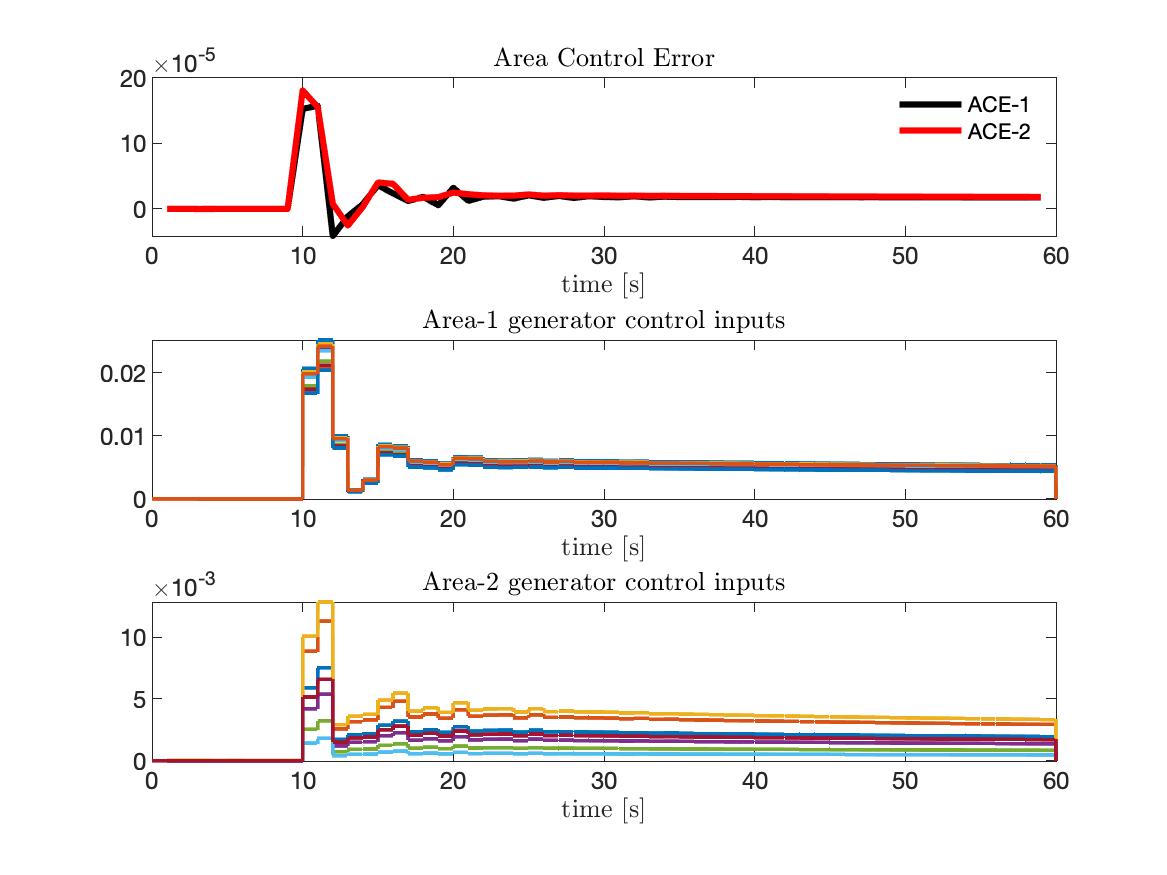 Area Control Error
×10-5
20
10
0
ACE-1
ACE-2
0 10 20 30 40 50 60
time [s]
Area-1 generator control inputs
0.02
0.01
0
0 10 20 30 40 50 60
time [s]
Area-2 generator control inputs
×10-3
10
5
0
0 10 20 30 40 50 60
time [s]